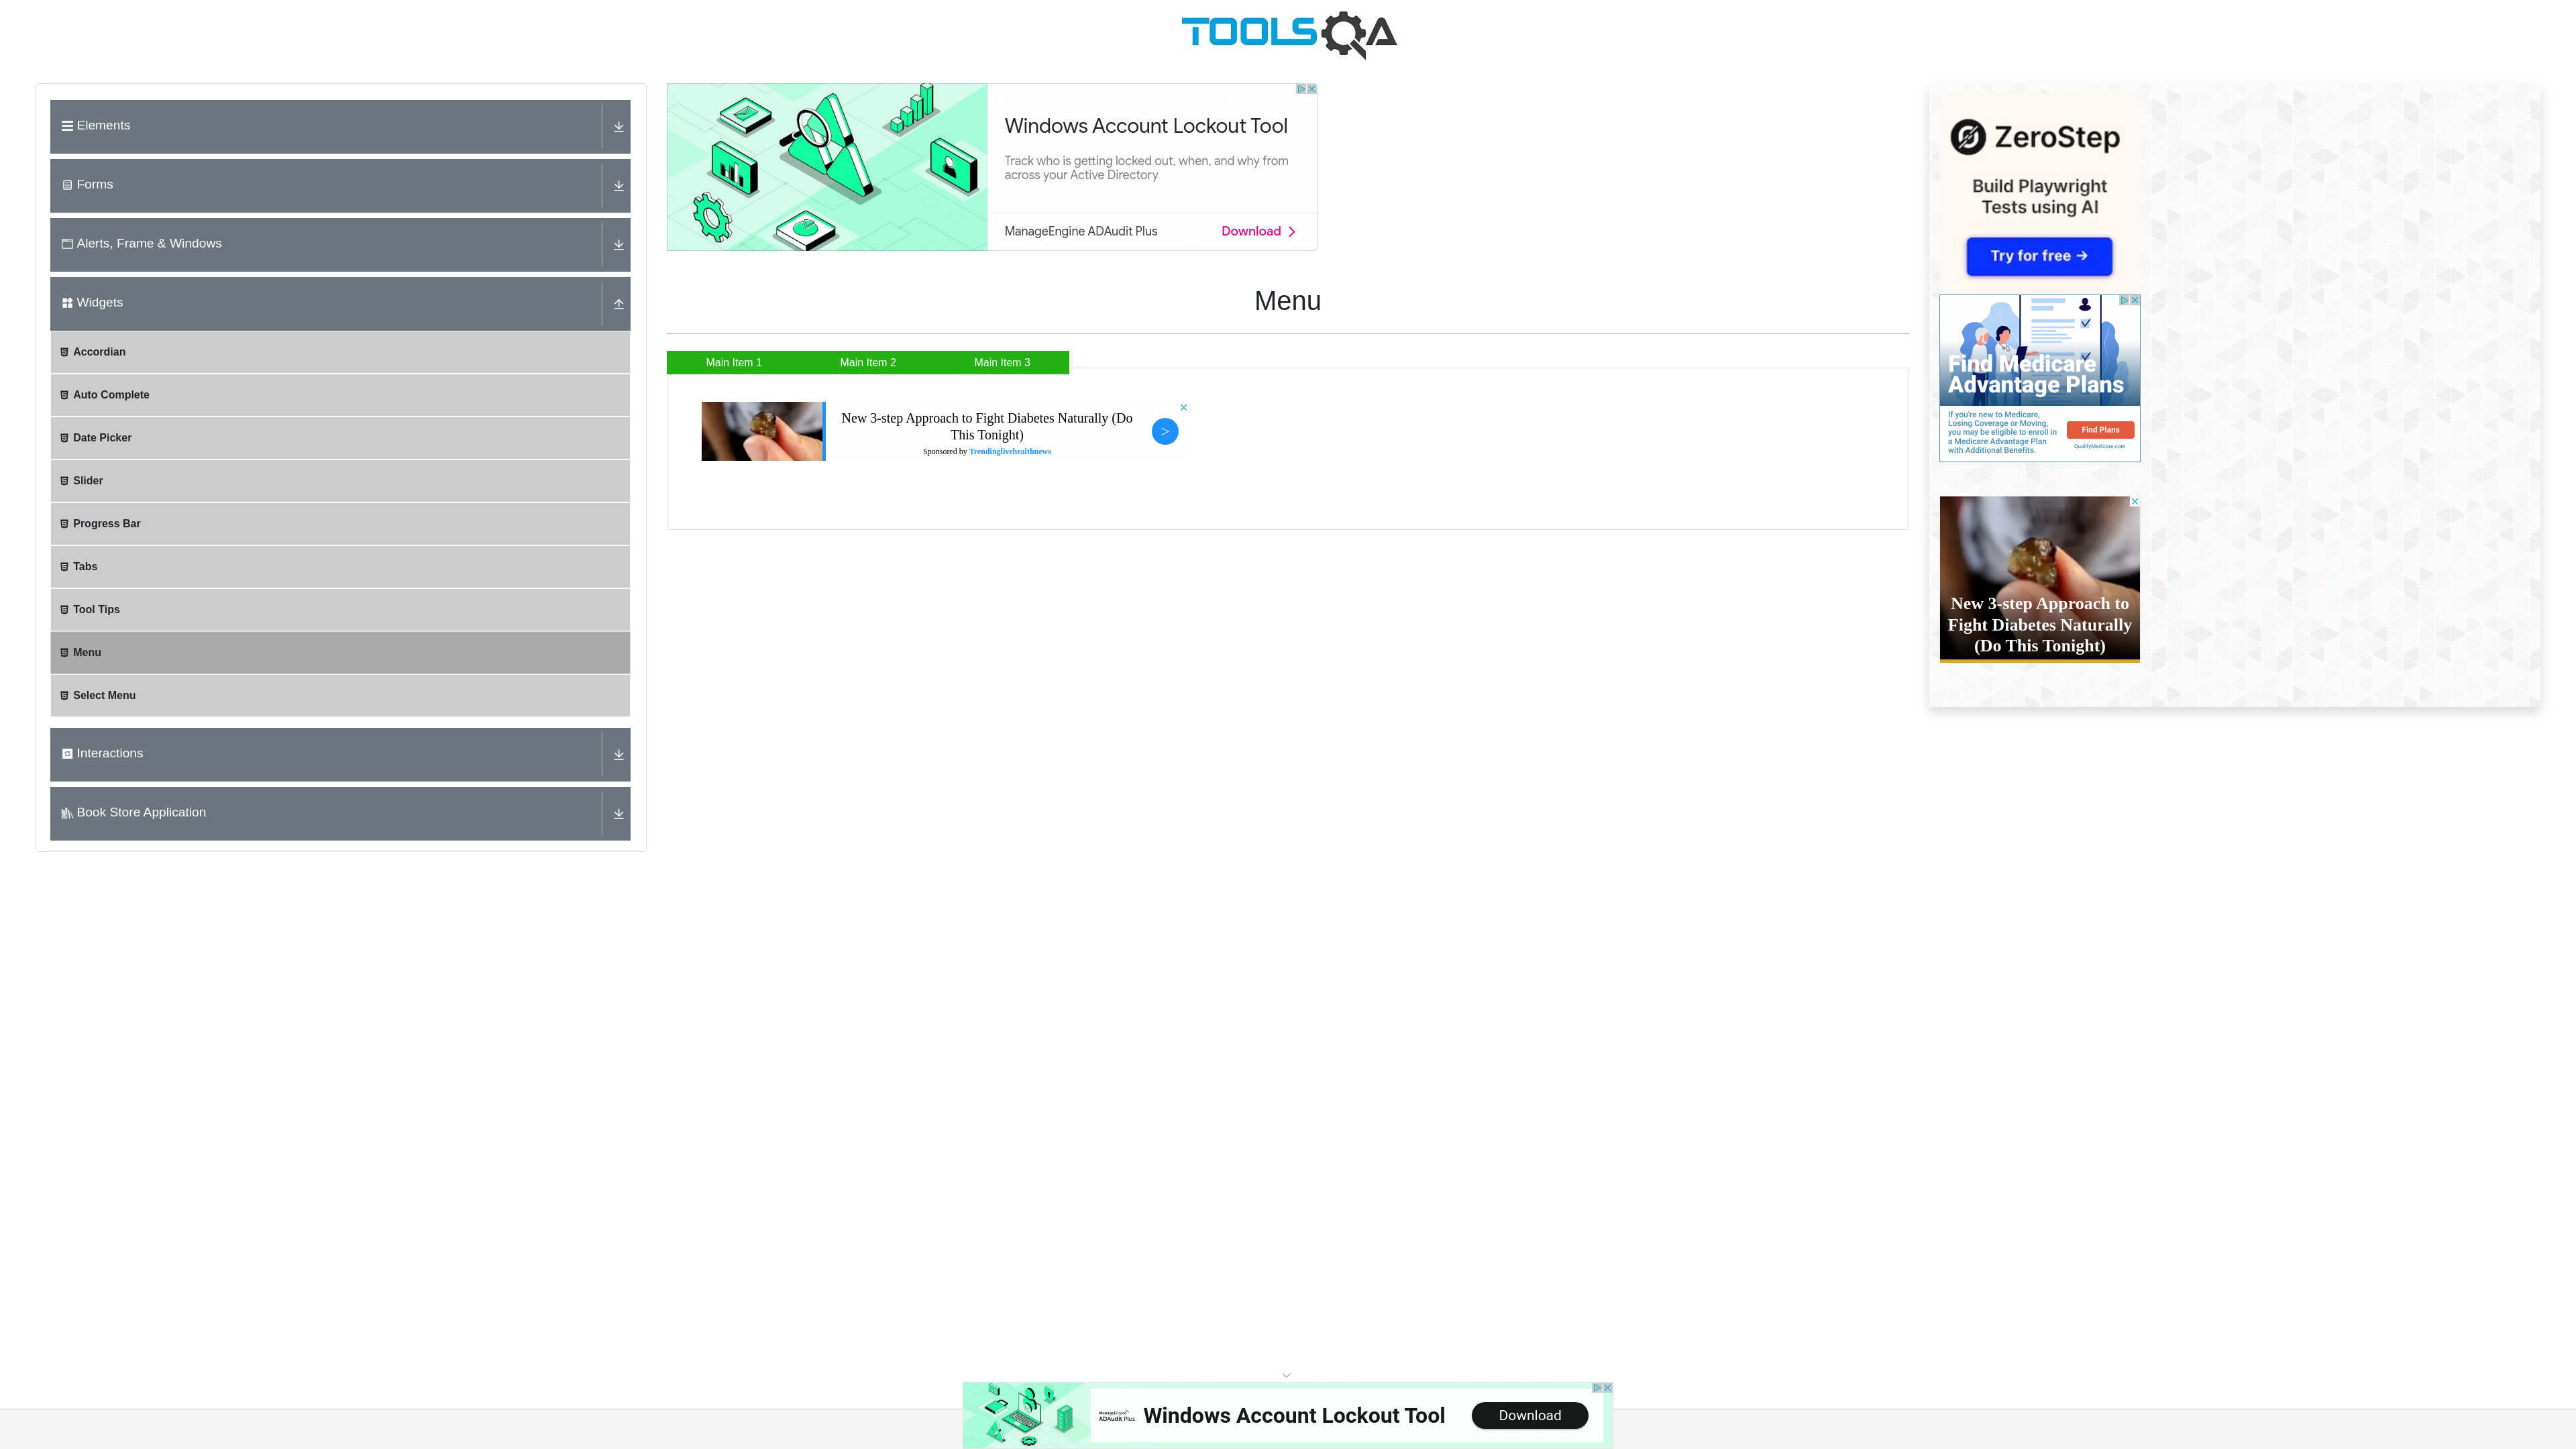 TOOLSQA
Elements
Forms
Alerts, Frame & Windows
Widgets
Accordian
Auto Complete
Date Picker
Slider
Progress Bar
Tabs
Tool Tips
Menu
Select Menu
Interactions
Book Store Application
Windows Account Lockout Tool
Track who is getting locked out, when, and why from
across your Active Directory
ManageEngine ADAudit Plus
Download
Menu
Main Item 1
Main Item 2
Main Item 3
New 3-step Approach to Fight Diabetes Naturally (Do
This Tonight)
Sponsored by Trendinglivehealthnews
>
ZeroStep
Build Playwright
Tests using AI
Try for free →
Find Medicare
Advantage Plans
If you're new to Medicare,
Losing Coverage or Moving,
you may be eligible to enroll in
a Medicare Advantage Plan
with Additional Benefits.
Find Plans
QualifyMedicare.com
New 3-step Approach to
Fight Diabetes Naturally
(Do This Tonight)
ManageEngine
ADAudit Plus
Windows Account Lockout Tool
Download